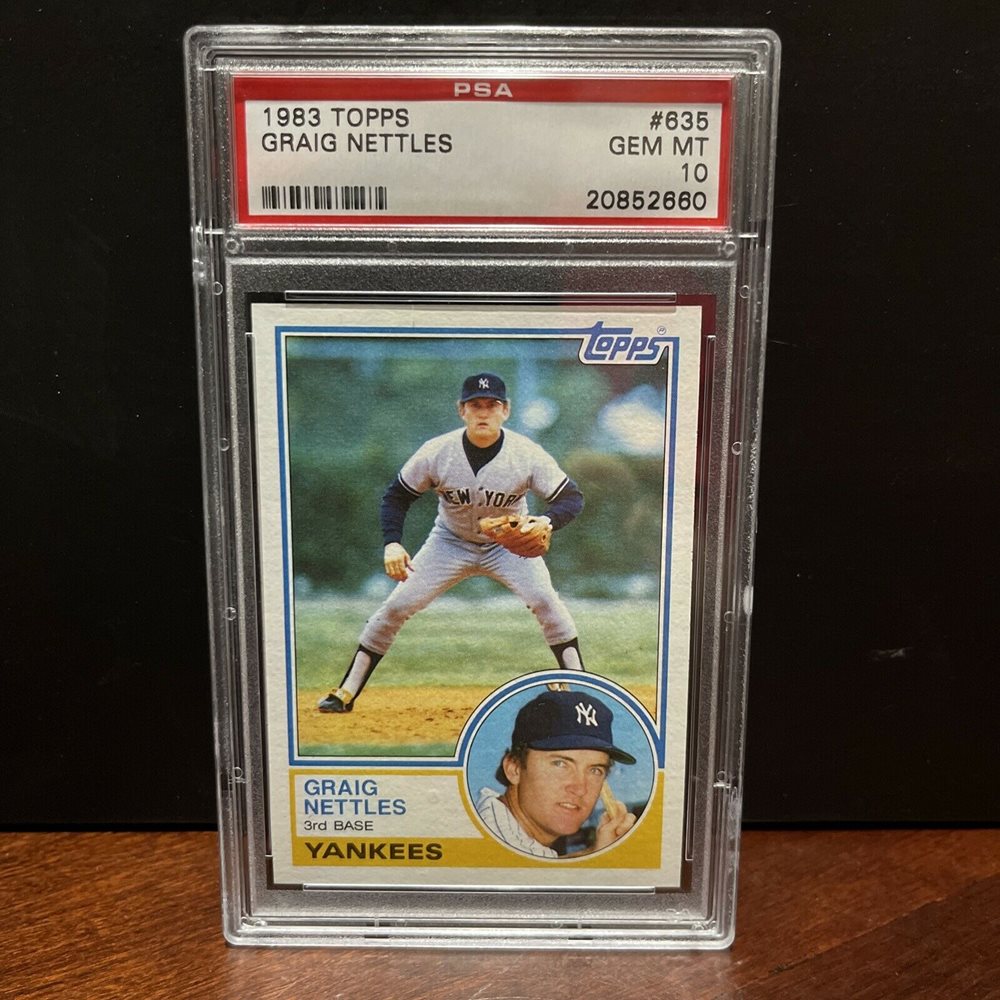 PSA
1983 TOPPS #635
GRAIG NETTLES GEM MT
10
20852660
Topps
NY
NEW YORK
NY
GRAIG
NETTLES
3rd BASE
YANKEES